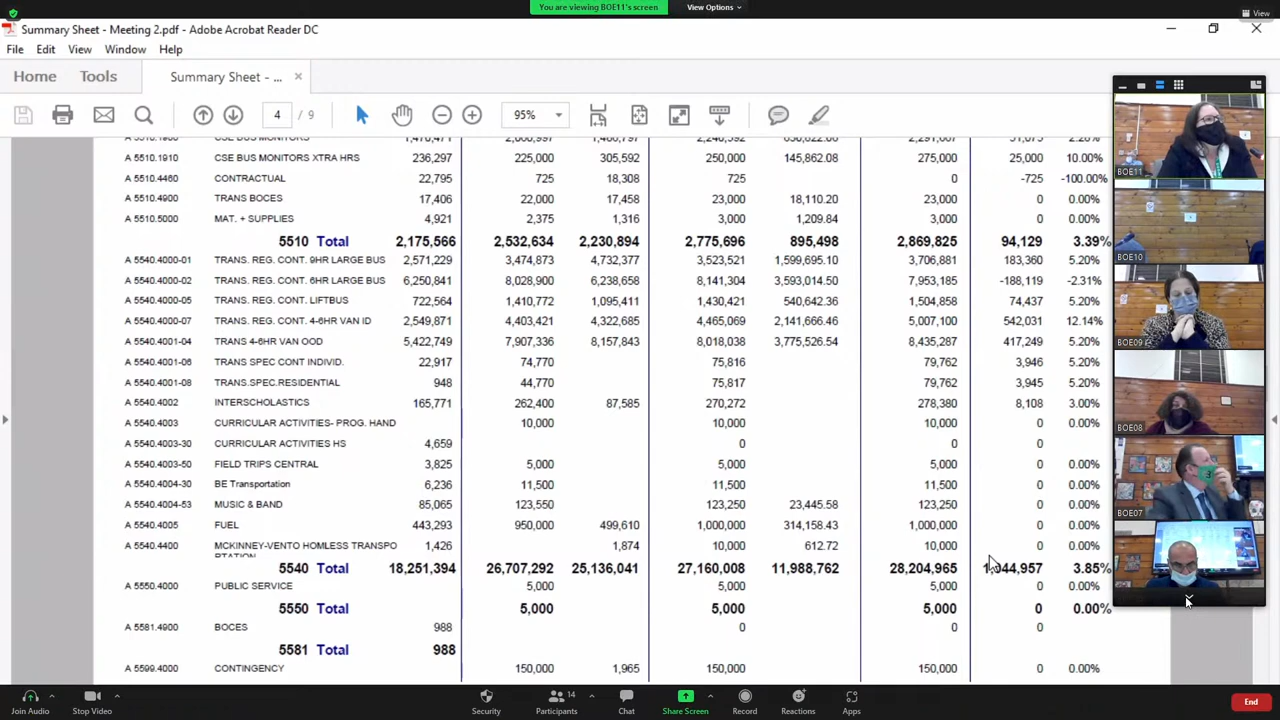 You are viewing BOE11's screen
View Options
View
Summary Sheet - Meeting 2.pdf - Adobe Acrobat Reader DC
File Edit View Window Help
Home Tools Summary Sheet - ... ×
4 / 9 95%
CSE BUS MONITORS
A 5510.1910 CSE BUS MONITORS XTRA HRS 236,297 225,000 305,592 250,000 145,862.08 275,000 25,000 10.00%
A 5510.4460 CONTRACTUAL 22,795 725 18,308 725 0 -725 -100.00%
A 5510.4900 TRANS BOCES 17,406 22,000 17,458 23,000 18,110.20 23,000 0 0.00%
A 5510.5000 MAT. + SUPPLIES 4,921 2,375 1,316 3,000 1,209.84 3,000 0 0.00%
5510 Total 2,175,566 2,532,634 2,230,894 2,775,696 895,498 2,869,825 94,129 3.39%
A 5540.4000-01 TRANS. REG. CONT. 9HR LARGE BUS 2,571,229 3,474,873 4,732,377 3,523,521 1,599,695.10 3,706,881 183,360 5.20%
A 5540.4000-02 TRANS. REG. CONT. 6HR LARGE BUS 6,250,841 8,028,900 6,238,658 8,141,304 3,593,014.50 7,953,185 -188,119 -2.31%
A 5540.4000-05 TRANS. REG. CONT. LIFTBUS 722,564 1,410,772 1,095,411 1,430,421 540,642.36 1,504,858 74,437 5.20%
A 5540.4000-07 TRANS. REG. CONT. 4-6HR VAN ID 2,549,871 4,403,421 4,322,685 4,465,069 2,141,666.46 5,007,100 542,031 12.14%
A 5540.4001-04 TRANS 4-6HR VAN OOD 5,422,749 7,907,336 8,157,843 8,018,038 3,775,526.54 8,435,287 417,249 5.20%
A 5540.4001-06 TRANS SPEC CONT INDIVID. 22,917 74,770 75,816 79,762 3,946 5.20%
A 5540.4001-08 TRANS.SPEC.RESIDENTIAL 948 44,770 75,817 79,762 3,945 5.20%
A 5540.4002 INTERSCHOLASTICS 165,771 262,400 87,585 270,272 278,380 8,108 3.00%
A 5540.4003 CURRICULAR ACTIVITIES- PROG. HAND 10,000 10,000 10,000 0 0.00%
A 5540.4003-30 CURRICULAR ACTIVITIES HS 4,659 0 0 0
A 5540.4003-50 FIELD TRIPS CENTRAL 3,825 5,000 5,000 5,000 0 0.00%
A 5540.4004-30 BE Transportation 6,236 11,500 11,500 11,500 0 0.00%
A 5540.4004-53 MUSIC & BAND 85,065 123,550 123,250 23,445.58 123,250 0 0.00%
A 5540.4005 FUEL 443,293 950,000 499,610 1,000,000 314,158.43 1,000,000 0 0.00%
A 5540.4400 MCKINNEY-VENTO HOMLESS TRANSPO 1,426 1,874 10,000 612.72 10,000 0 0.00%
5540 Total 18,251,394 26,707,292 25,136,041 27,160,008 11,988,762 28,204,965 3.85%
A 5550.4000 PUBLIC SERVICE 5,000 5,000 5,000 0 0.00%
5550 Total 5,000 5,000 5,000 0 0.00%
A 5581.4900 BOCES 988 0 0 0
5581 Total 988
A 5599.4000 CONTINGENCY 150,000 1,965 150,000 150,000 0 0.00%
BOE11
BOE10
BOE09
BOE08
BOE07
Join Audio Stop Video Security Participants 14 Chat Share Screen Record Reactions Apps End